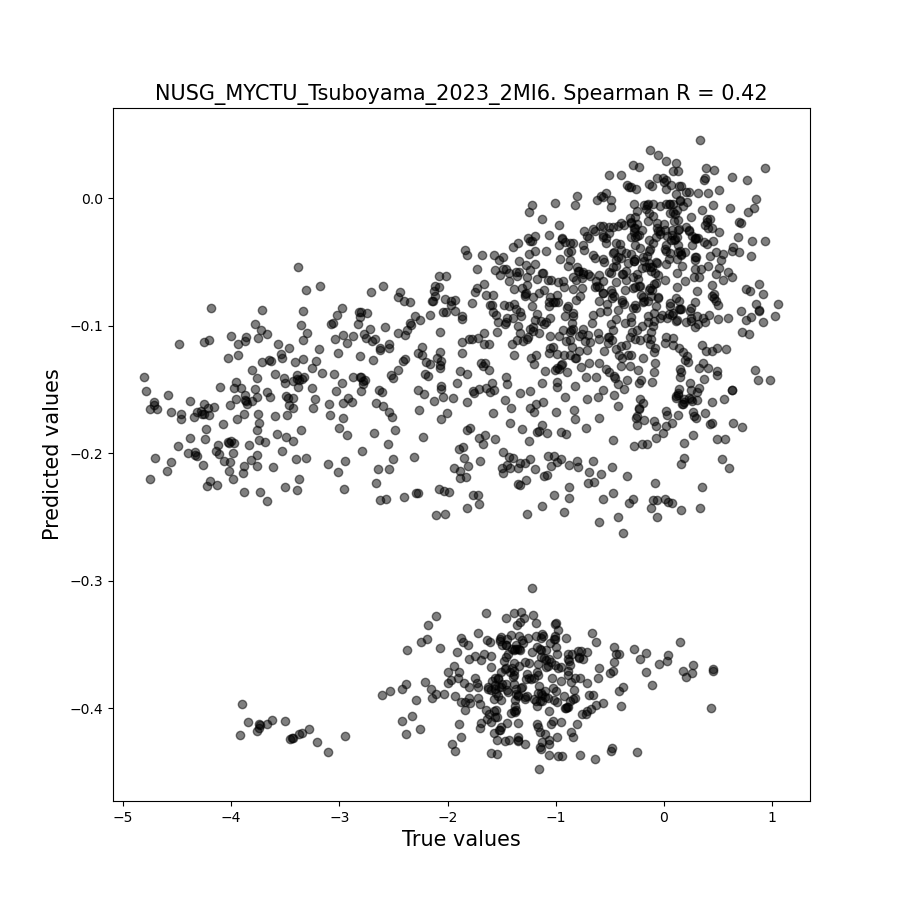 NUSG_MYCTU_Tsuboyama_2023_2MI6. Spearman R = 0.42
Predicted values
0.0
−0.1
−0.2
−0.3
−0.4
−5 −4 −3 −2 −1 0 1
True values